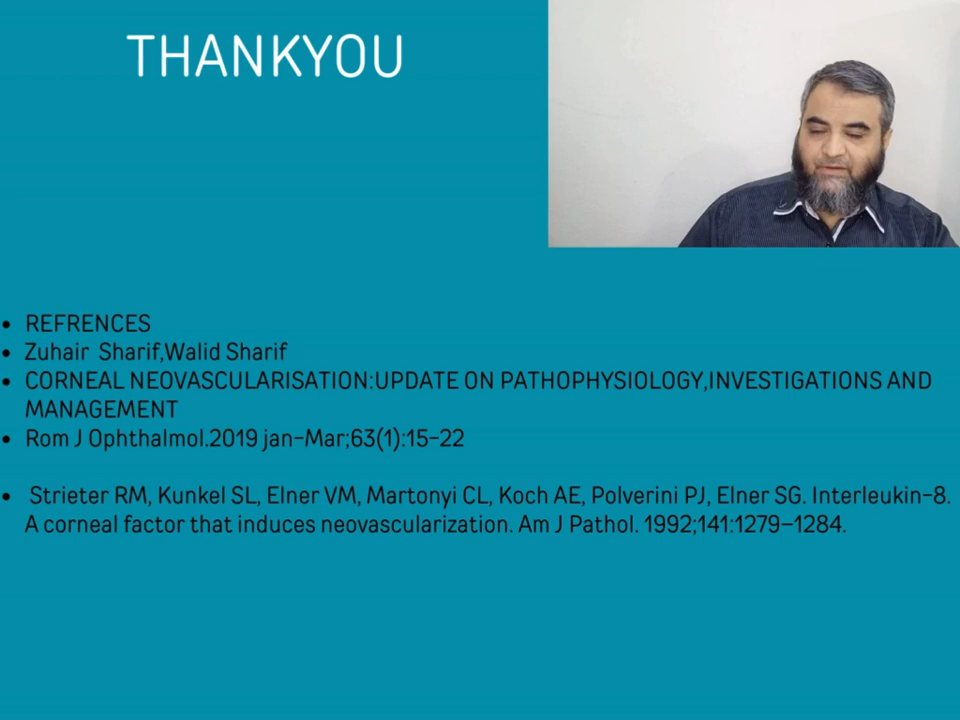 THANKYOU
• REFRENCES
• Zuhair Sharif,Walid Sharif
• CORNEAL NEOVASCULARISATION:UPDATE ON PATHOPHYSIOLOGY,INVESTIGATIONS AND
MANAGEMENT
• Rom J Ophthalmol.2019 jan-Mar;63(1):15-22
• Strieter RM, Kunkel SL, Elner VM, Martonyi CL, Koch AE, Polverini PJ, Elner SG. Interleukin-8.
A corneal factor that induces neovascularization. Am J Pathol. 1992;141:1279–1284.